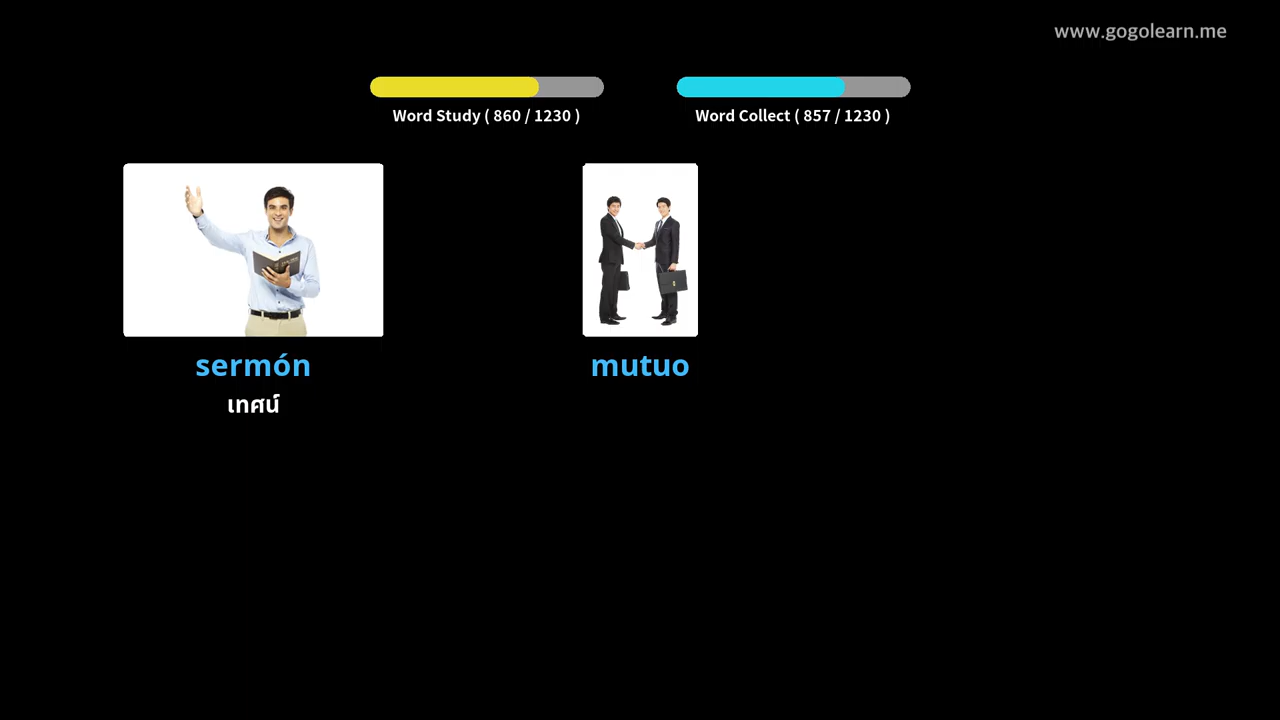 www.gogolearn.me
Word Study ( 860 / 1230 )
Word Collect ( 857 / 1230 )
sermón
เทศน์
mutuo